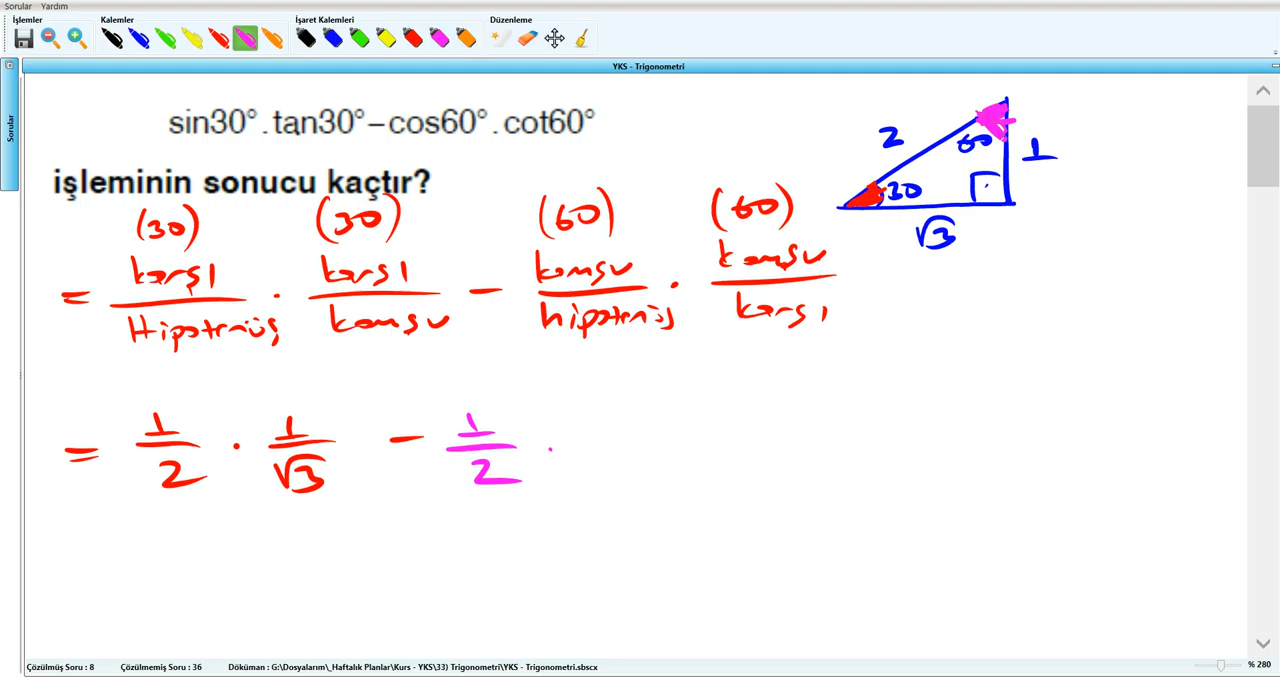 Sorular Yardım
İşlemler Kalemler İşaret Kalemleri Düzenleme
YKS - Trigonometri
Sorular
sin30°.tan30°–cos60°.cot60°
işleminin sonucu kaçtır?
2 60 1
30
√3
(30) (30) (60) (60)
= karşı/Hipotenüs . karşı/komşu – komşu/hipotenüs . komşu/karşı
= 1/2 . 1/√3 – 1/2 .
Çözülmüş Soru : 8 Çözülmemiş Soru : 36 Döküman : G:\Dosyalarım\_Haftalık Planlar\Kurs - YKS\33) Trigonometri\YKS - Trigonometri.sbscx % 280